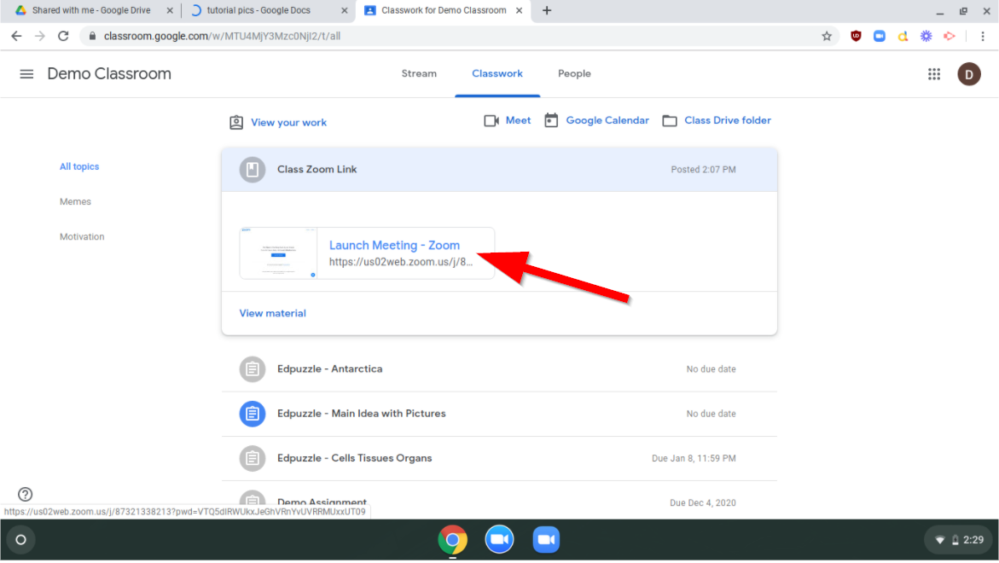 Shared with me - Google Drive
tutorial pics - Google Docs
Classwork for Demo Classroom
classroom.google.com/w/MTU4MjY3Mzc0NjI2/t/all
Demo Classroom
Stream
Classwork
People
D
View your work
Meet
Google Calendar
Class Drive folder
All topics
Memes
Motivation
Class Zoom Link
Posted 2:07 PM
Launch Meeting - Zoom
https://us02web.zoom.us/j/8...
View material
Edpuzzle - Antarctica
No due date
Edpuzzle - Main Idea with Pictures
No due date
Edpuzzle - Cells Tissues Organs
Due Jan 8, 11:59 PM
Demo Assignment
Due Dec 4, 2020
https://us02web.zoom.us/j/87321338213?pwd=VTQ5dlRWUkxJeGhVRnYvUVRRMUxxUT09
2:29